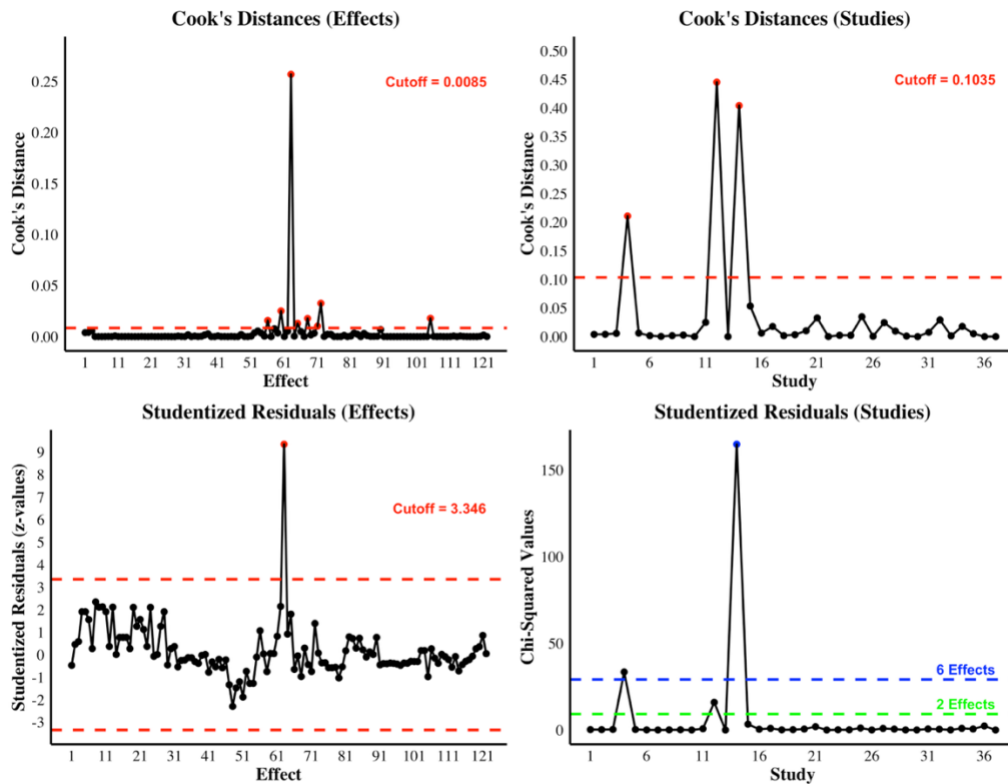 Cook's Distances (Effects)
Cook's Distance
0.25
0.20
0.15
0.10
0.05
0.00
Cutoff = 0.0085
1 11 21 31 41 51 61 71 81 91 101 111 121
Effect
Cook's Distances (Studies)
Cook's Distance
0.50
0.45
0.40
0.35
0.30
0.25
0.20
0.15
0.10
0.05
0.00
Cutoff = 0.1035
1 6 11 16 21 26 31 36
Study
Studentized Residuals (Effects)
Studentized Residuals (z-values)
9
8
7
6
5
4
3
2
1
0
-1
-2
-3
Cutoff = 3.346
1 11 21 31 41 51 61 71 81 91 101 111 121
Effect
Studentized Residuals (Studies)
Chi-Squared Values
150
100
50
0
6 Effects
2 Effects
1 6 11 16 21 26 31 36
Study